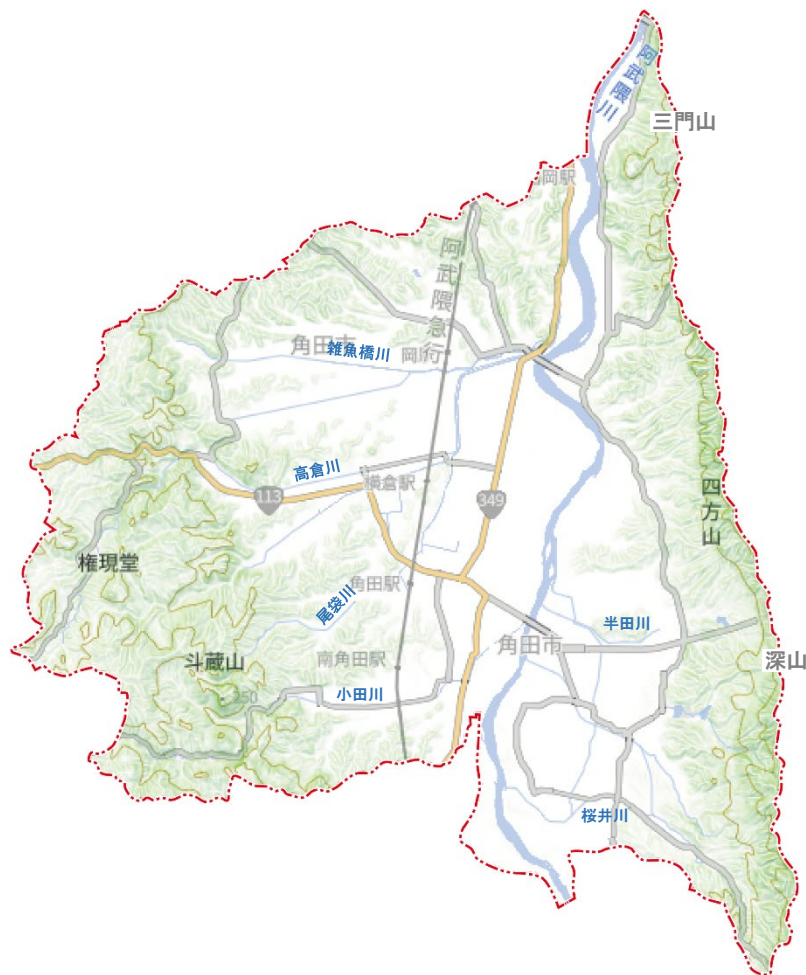 阿武隈川
三門山
岡駅
阿武隈急行
角田市
雑魚橋川
岡駅
高倉川
113
横倉駅
349
四方山
権現堂
角田駅
尾袋川
半田川
角田市
斗蔵山
南角田駅
深山
250
小田川
桜井川